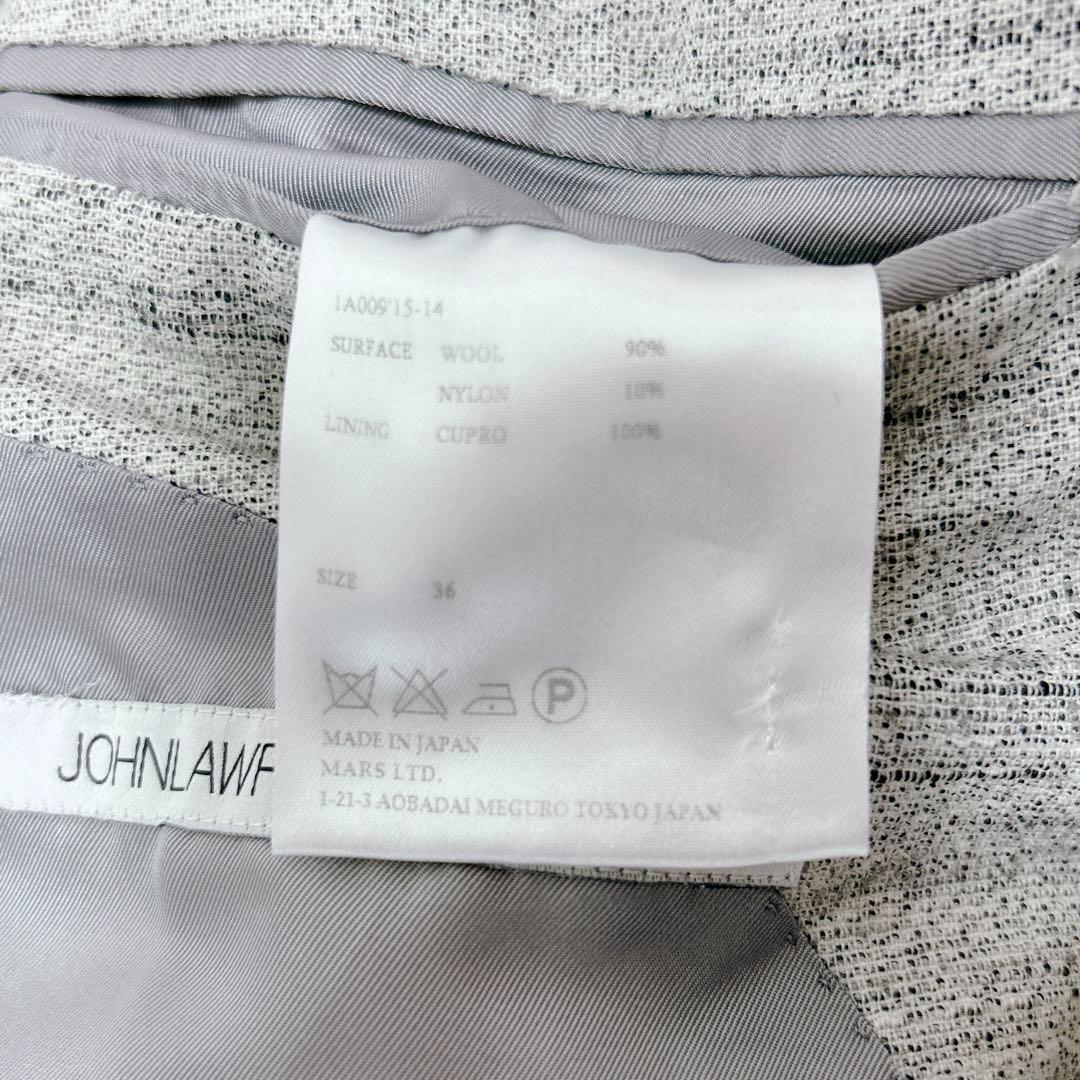 1A009'15-14
SURFACE WOOL 90%
NYLON 10%
LINING CUPRO 100%
SIZE 36
P
MADE IN JAPAN
MARS LTD.
1-21-3 AOBADAI MEGURO TOKYO JAPAN
JOHNLAWR